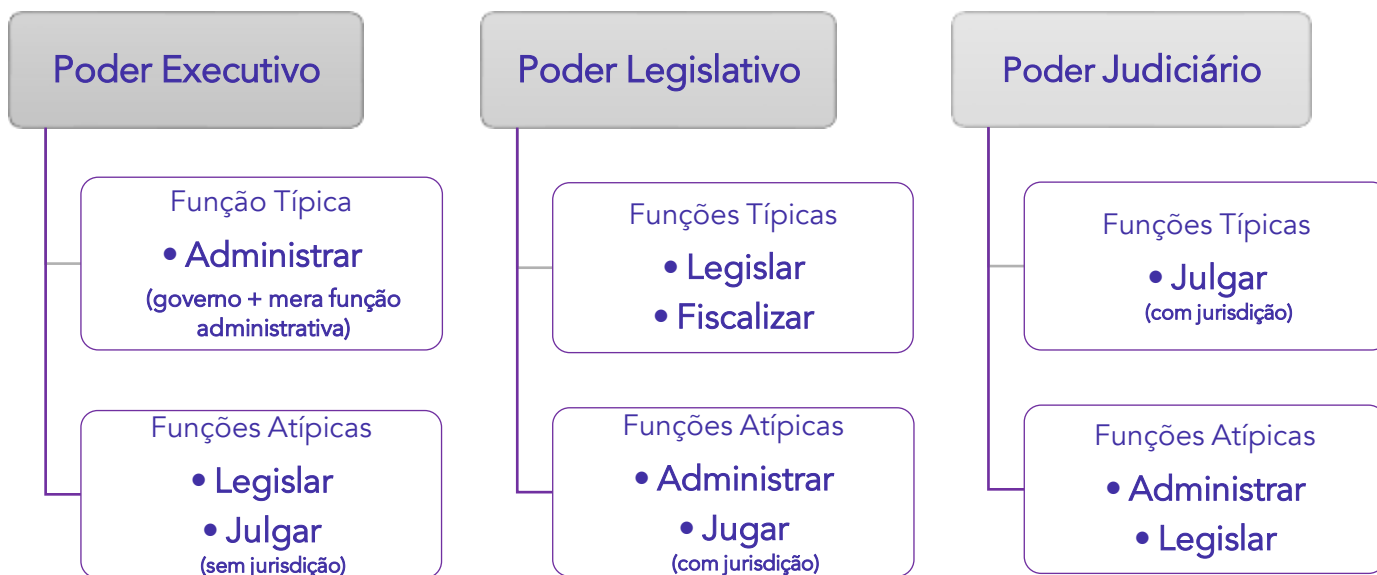 Poder Executivo
Função Típica
• Administrar
(governo + mera função
administrativa)
Funções Atípicas
• Legislar
• Julgar
(sem jurisdição)
Poder Legislativo
Funções Típicas
• Legislar
• Fiscalizar
Funções Atípicas
• Administrar
• Jugar
(com jurisdição)
Poder Judiciário
Funções Típicas
• Julgar
(com jurisdição)
Funções Atípicas
• Administrar
• Legislar